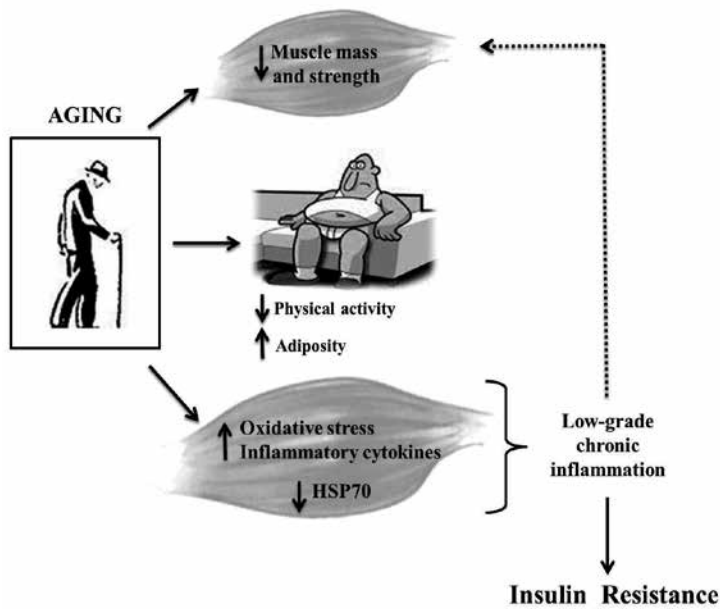 Muscle mass
and strength
AGING
Physical activity
Adiposity
Oxidative stress
Inflammatory cytokines
HSP70
Low-grade
chronic
inflammation
Insulin Resistance